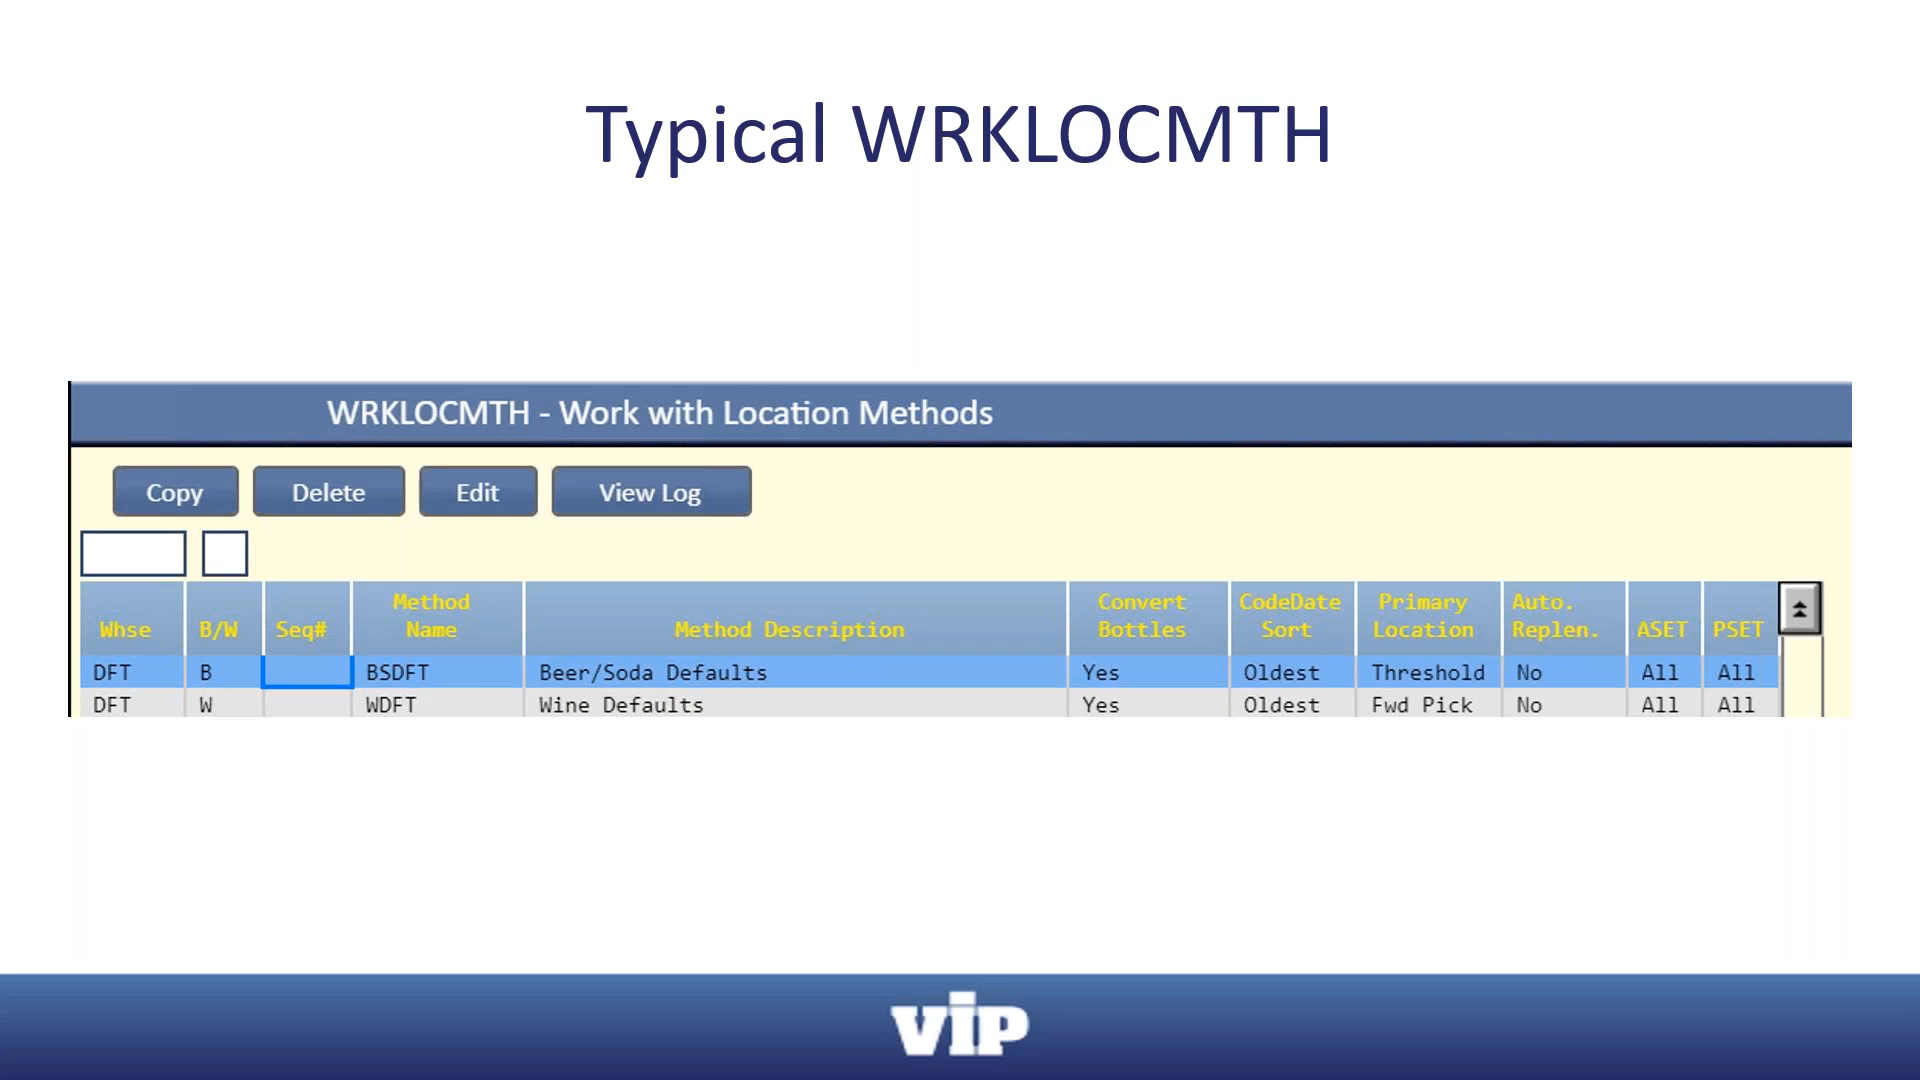 Typical WRKLOCMTH
WRKLOCMTH - Work with Location Methods
Copy Delete Edit View Log
Whse B/W Seq# Method Name Method Description Convert Bottles CodeDate Sort Primary Location Auto. Replen. ASET PSET
DFT B BSDFT Beer/Soda Defaults Yes Oldest Threshold No All All
DFT W WDFT Wine Defaults Yes Oldest Fwd Pick No All All
vip